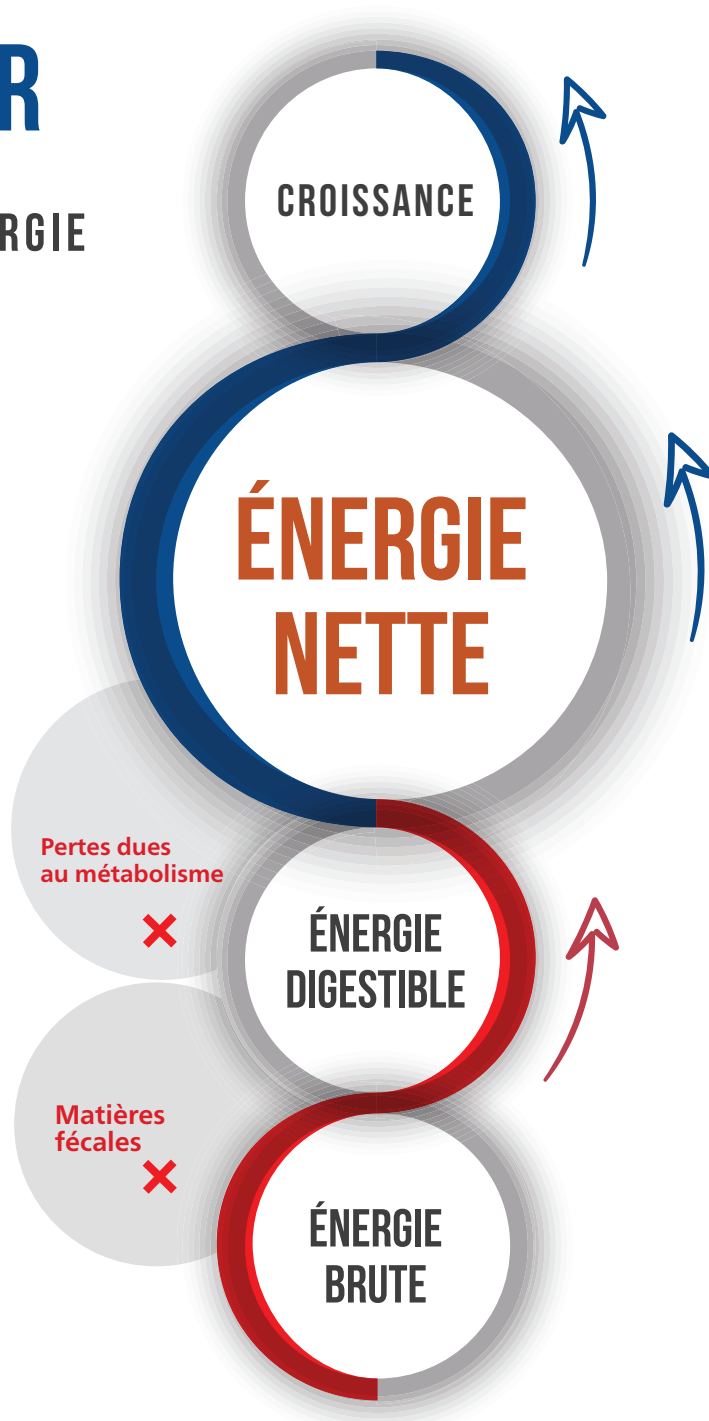 R
RGIE
CROISSANCE
ÉNERGIE
NETTE
Pertes dues
au métabolisme
ÉNERGIE
DIGESTIBLE
Matières
fécales
ÉNERGIE
BRUTE